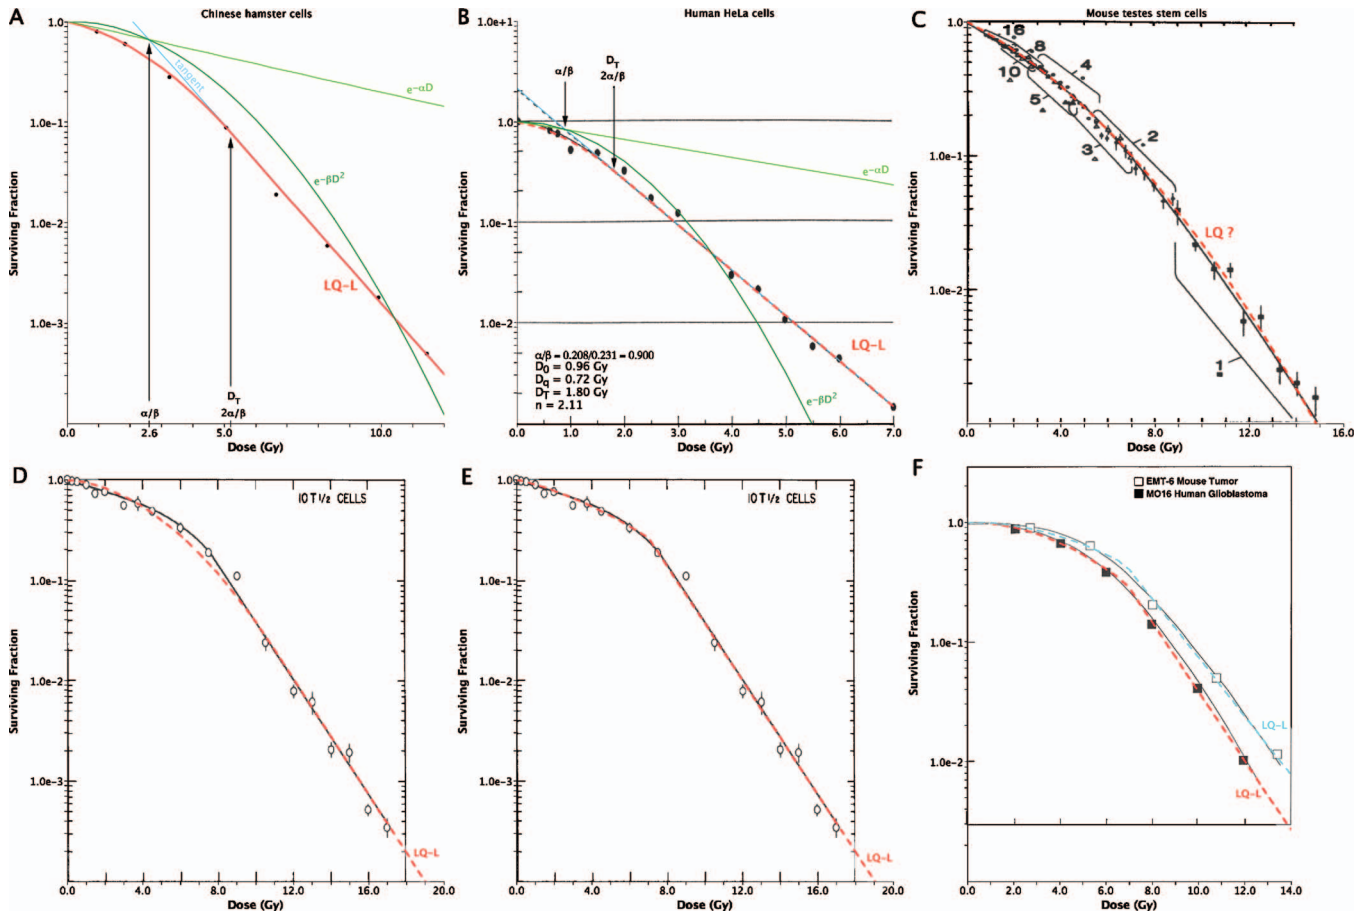 A
Chinese hamster cells
1.0
1.0e-1
1.0e-2
1.0e-3
Surviving Fraction
tangent
e-αD
e-βD2
LQ-L
α/β
DT
2α/β
0.0
2.6
5.0
10.0
Dose (Gy)
B
Human HeLa cells
1.0e+1
1.0
1.0e-1
1.0e-2
Surviving Fraction
α/β
DT
2α/β
e-αD
LQ-L
e-βD2
α/β = 0.208/0.231 = 0.900
D0 = 0.96 Gy
Dq = 0.72 Gy
DT = 1.80 Gy
n = 2.11
0.0 1.0 2.0 3.0 4.0 5.0 6.0 7.0
Dose (Gy)
C
Mouse testes stem cells
1.0
1.0e-1
1.0e-2
Surviving Fraction
16
8
4
10
5
2
3
LQ ?
1
0.0 2.0 4.0 6.0 8.0 12.0 14.0 16.0
Dose (Gy)
D
10T1/2 CELLS
1.0
1.0e-1
1.0e-2
1.0e-3
Surviving Fraction
LQ-L
0.0 4.0 8.0 12.0 16.0 20.0
Dose (Gy)
E
10T1/2 CELLS
1.0
1.0e-1
1.0e-2
1.0e-3
Surviving Fraction
LQ-L
0.0 4.0 8.0 12.0 16.0 20.0
Dose (Gy)
F
EMT-6 Mouse Tumor
MO16 Human Glioblastoma
1.0
1.0e-1
1.0e-2
Surviving Fraction
LQ-L
LQ-L
0.0 2.0 4.0 6.0 8.0 10.0 12.0 14.0
Dose (Gy)